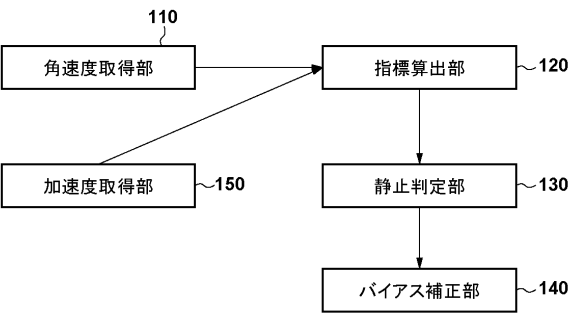 110
角速度取得部
指標算出部
120
加速度取得部
150
静止判定部
130
バイアス補正部
140